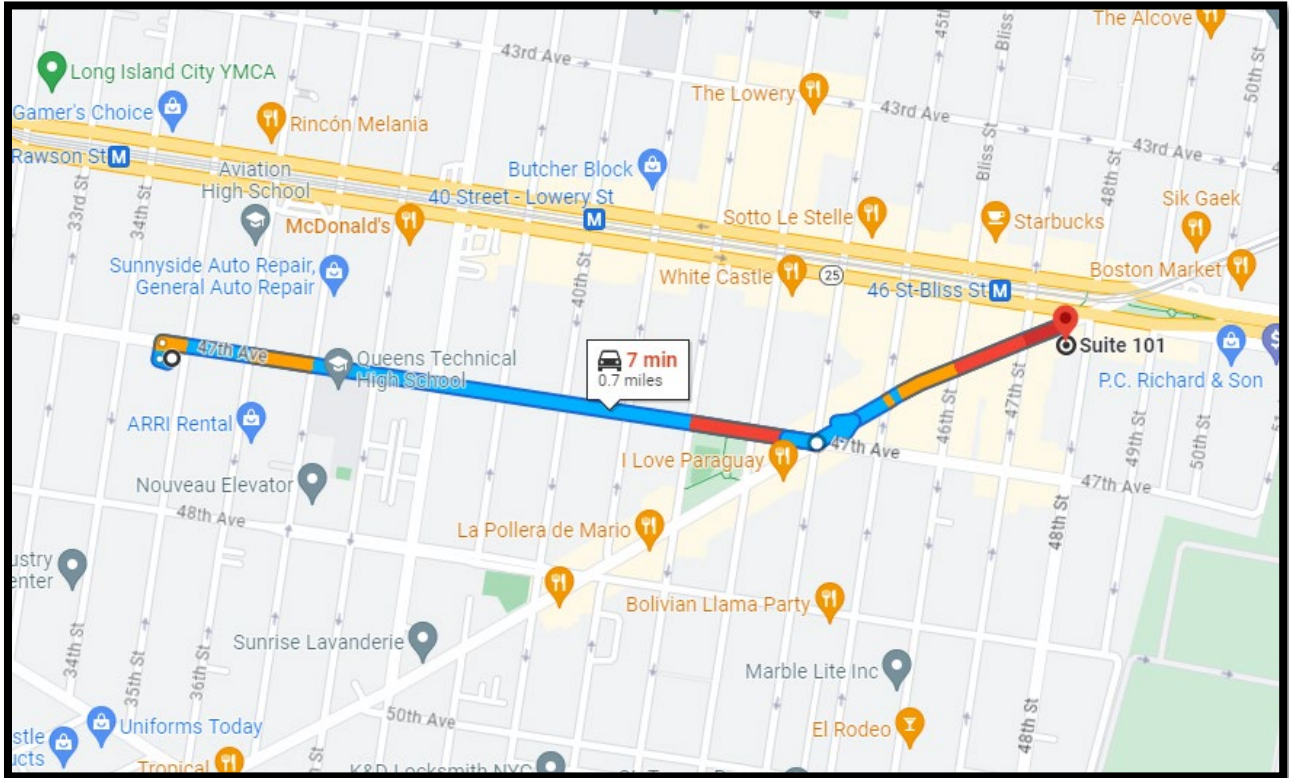 The Alcove
43rd Ave
45th
Bliss
50th St
Long Island City YMCA
The Lowery
Gamer's Choice
43rd Ave
Rincón Melania
Bliss St
43rd Ave
Rawson St M
Butcher Block
Aviation
High School
33rd St
34th St
40 Street - Lowery St
M
48th St
Sik Gaek
McDonald's
Sotto Le Stelle
Starbucks
Sunnyside Auto Repair,
General Auto Repair
40th St
White Castle
25
Boston Market
46 St-Bliss St M
e
47th Ave
Queens Technical
High School
7 min
0.7 miles
Suite 101
P.C. Richard & Son
$
ARRI Rental
46th St
47th St
49th St
50th St
51
I Love Paraguay
47th Ave
Nouveau Elevator
47th Ave
48th Ave
La Pollera de Mario
48th St
ustry
enter
Bolivian Llama Party
Sunrise Lavanderie
34th St
35th St
36th St
Marble Lite Inc
50th Ave
Uniforms Today
El Rodeo
48th St
stle
ucts
Tropical
St
K&D Locksmith NYC